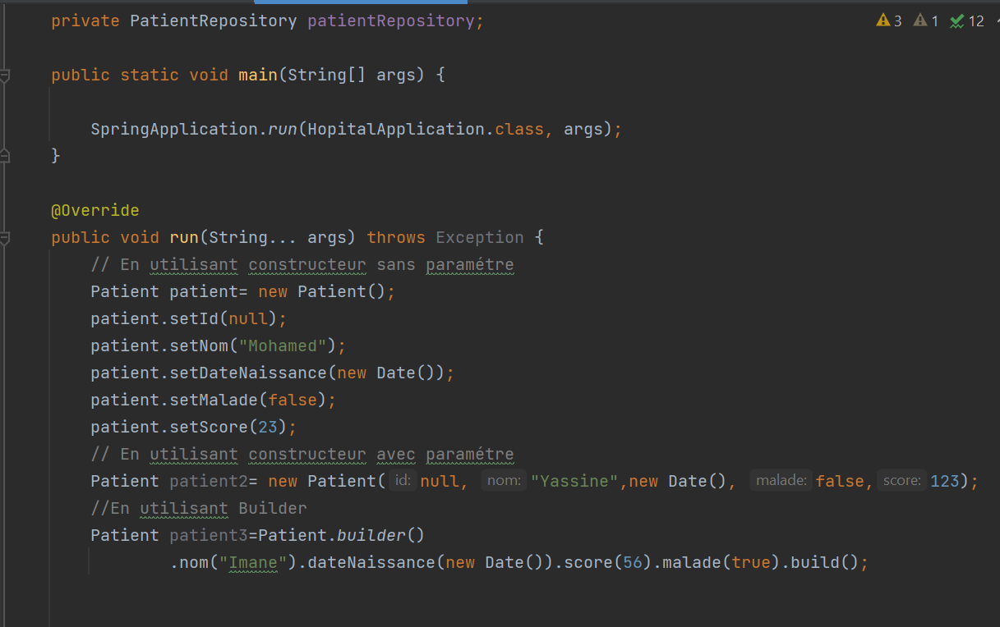 private PatientRepository patientRepository;
3 1 12
public static void main(String[] args) {
SpringApplication.run(HopitalApplication.class, args);
}
@Override
public void run(String... args) throws Exception {
// En utilisant constructeur sans paramétre
Patient patient= new Patient();
patient.setId(null);
patient.setNom("Mohamed");
patient.setDateNaissance(new Date());
patient.setMalade(false);
patient.setScore(23);
// En utilisant constructeur avec paramétre
Patient patient2= new Patient( id: null, nom: "Yassine",new Date(), malade: false, score: 123);
//En utilisant Builder
Patient patient3=Patient.builder()
.nom("Imane").dateNaissance(new Date()).score(56).malade(true).build();